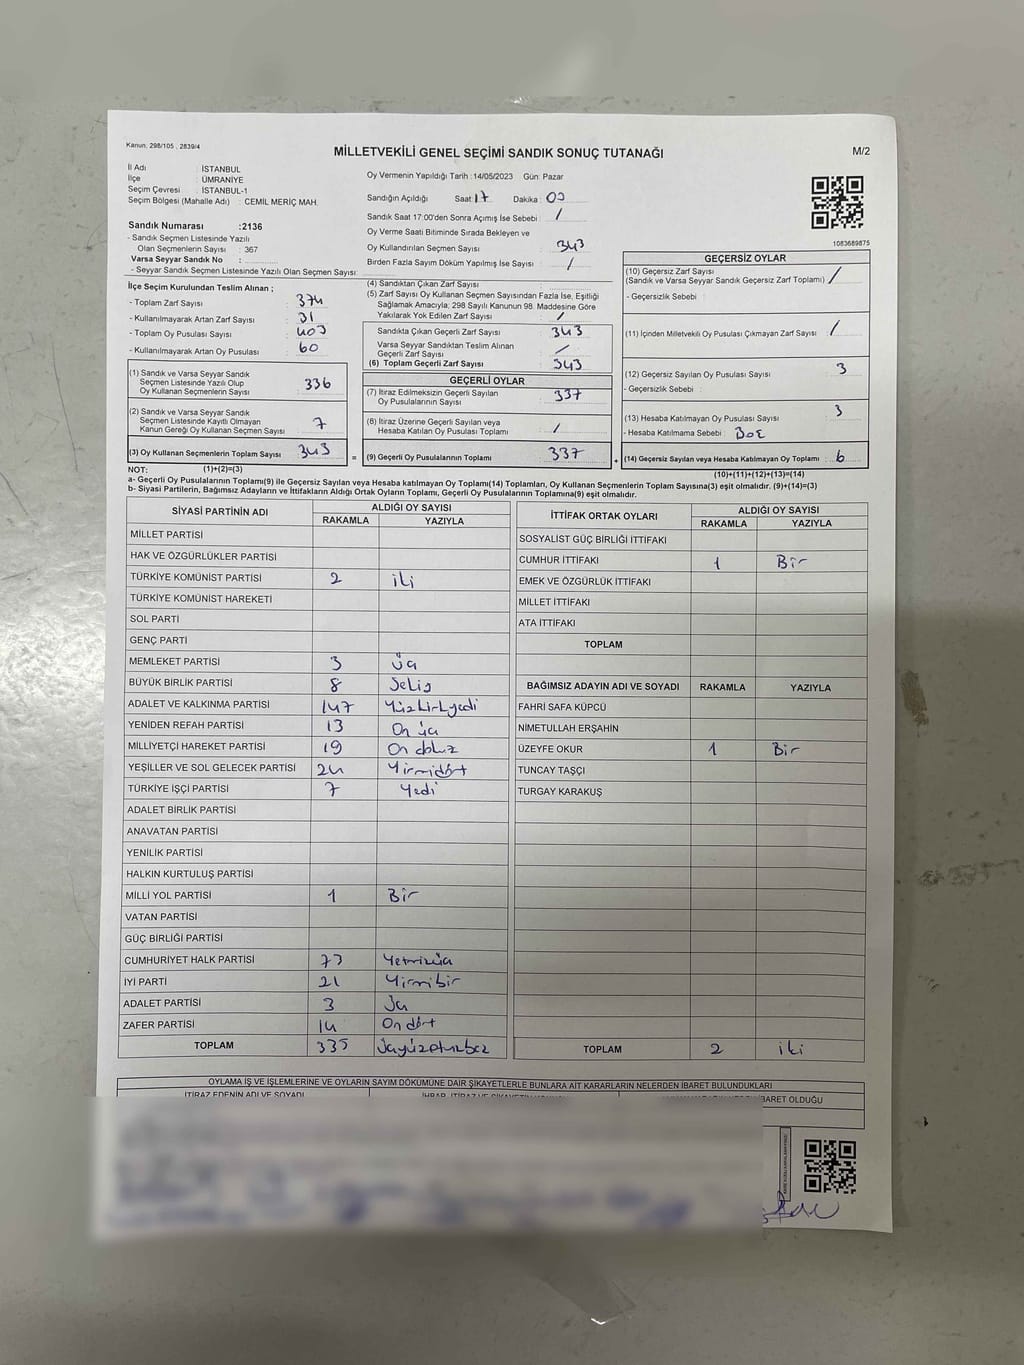 Kanun, 298/105 , 2839/4
MİLLETVEKİLİ GENEL SEÇİMİ SANDIK SONUÇ TUTANAĞI
M/2
İl Adı : İSTANBUL
İlçe : ÜMRANİYE
Seçim Çevresi : İSTANBUL-1
Seçim Bölgesi (Mahalle Adı) : CEMİL MERİÇ MAH.
Sandık Numarası :2136
- Sandık Seçmen Listesinde Yazılı
Olan Seçmenlerin Sayısı : 367
Varsa Seyyar Sandık No :
- Seyyar Sandık Seçmen Listesinde Yazılı Olan Seçmen Sayısı:
Oy Vermenin Yapıldığı Tarih :14/05/2023 Gün: Pazar
Sandığın Açıldığı Saat: 17 Dakika : 00
Sandık Saat 17:00'den Sonra Açımış İse Sebebi : /
Oy Verme Saati Bitiminde Sırada Bekleyen ve
Oy Kullandırılan Seçmen Sayısı : 343
Birden Fazla Sayım Döküm Yapılmış İse Sayısı : /
1083689875
İlçe Seçim Kurulundan Teslim Alınan ;
- Toplam Zarf Sayısı : 374
- Kullanılmayarak Artan Zarf Sayısı : 31
- Toplam Oy Pusulası Sayısı : 403
- Kullanılmayarak Artan Oy Pusulası : 60
(1) Sandık ve Varsa Seyyar Sandık
Seçmen Listesinde Yazılı Olup
Oy Kullanan Seçmenlerin Sayısı : 336
(2) Sandık ve Varsa Seyyar Sandık
Seçmen Listesinde Kayıtlı Olmayan
Kanun Gereği Oy Kullanan Seçmen Sayısı : 7
(3) Oy Kullanan Seçmenlerin Toplam Sayısı : 343
(4) Sandıktan Çıkan Zarf Sayısı :
(5) Zarf Sayısı Oy Kullanan Seçmen Sayısından Fazla İse, Eşitliği
Sağlamak Amacıyla; 298 Sayılı Kanunun 98. Maddesine Göre
Yakılarak Yok Edilen Zarf Sayısı : /
Sandıkta Çıkan Geçerli Zarf Sayısı : 343
Varsa Seyyar Sandıktan Teslim Alınan
Geçerli Zarf Sayısı : /
(6) Toplam Geçerli Zarf Sayısı : 343
GEÇERLİ OYLAR
(7) İtiraz Edilmeksizin Geçerli Sayılan
Oy Pusulalarının Sayısı : 337
(8) İtiraz Üzerine Geçerli Sayılan veya
Hesaba Katılan Oy Pusulası Toplamı : /
= (9) Geçerli Oy Pusulalarının Toplamı : 337 +
GEÇERSİZ OYLAR
(10) Geçersiz Zarf Sayısı
(Sandık ve Varsa Seyyar Sandık Geçersiz Zarf Toplamı) : /
- Geçersizlik Sebebi :
(11) İçinden Milletvekili Oy Pusulası Çıkmayan Zarf Sayısı : /
(12) Geçersiz Sayılan Oy Pusulası Sayısı : 3
- Geçersizlik Sebebi :
(13) Hesaba Katılmayan Oy Pusulası Sayısı : 3
- Hesaba Katılmama Sebebi : BOŞ
(14) Geçersiz Sayılan veya Hesaba Katılmayan Oy Toplamı : 6
NOT: (1)+(2)=(3)
(10)+(11)+(12)+(13)=(14)
a- Geçerli Oy Pusulalarının Toplamı(9) ile Geçersiz Sayılan veya Hesaba katılmayan Oy Toplamı(14) Toplamları, Oy Kullanan Seçmenlerin Toplam Sayısına(3) eşit olmalıdır. (9)+(14)=(3)
b- Siyasi Partilerin, Bağımsız Adayların ve İttifakların Aldığı Ortak Oyların Toplamı, Geçerli Oy Pusulalarının Toplamına(9) eşit olmalıdır.
SİYASİ PARTİNİN ADI ALDIĞI OY SAYISI
RAKAMLA YAZIYLA
MİLLET PARTİSİ
HAK VE ÖZGÜRLÜKLER PARTİSİ
TÜRKİYE KOMÜNİST PARTİSİ 2 iki
TÜRKİYE KOMÜNİST HAREKETİ
SOL PARTİ
GENÇ PARTİ
MEMLEKET PARTİSİ 3 üç
BÜYÜK BİRLİK PARTİSİ 8 Sekiz
ADALET VE KALKINMA PARTİSİ 147 Yüzkırkyedi
YENİDEN REFAH PARTİSİ 13 On üç
MİLLİYETÇİ HAREKET PARTİSİ 19 On dokuz
YEŞİLLER VE SOL GELECEK PARTİSİ 24 Yirmidört
TÜRKİYE İŞÇİ PARTİSİ 7 Yedi
ADALET BİRLİK PARTİSİ
ANAVATAN PARTİSİ
YENİLİK PARTİSİ
HALKIN KURTULUŞ PARTİSİ
MİLLİ YOL PARTİSİ 1 Bir
VATAN PARTİSİ
GÜÇ BİRLİĞİ PARTİSİ
CUMHURİYET HALK PARTİSİ 73 Yetmişüç
İYİ PARTİ 21 Yirmibir
ADALET PARTİSİ 3 Üç
ZAFER PARTİSİ 14 On dört
TOPLAM 335 Üçyüzotuzbeş
İTTİFAK ORTAK OYLARI ALDIĞI OY SAYISI
RAKAMLA YAZIYLA
SOSYALİST GÜÇ BİRLİĞİ İTTİFAKI
CUMHUR İTTİFAKI 1 Bir
EMEK VE ÖZGÜRLÜK İTTİFAKI
MİLLET İTTİFAKI
ATA İTTİFAKI
TOPLAM
BAĞIMSIZ ADAYIN ADI VE SOYADI RAKAMLA YAZIYLA
FAHRİ SAFA KÜPCÜ
NİMETULLAH ERŞAHİN
ÜZEYFE OKUR 1 Bir
TUNCAY TAŞÇI
TURGAY KARAKUŞ
TOPLAM 2 iki
OYLAMA İŞ VE İŞLEMLERİNE VE OYLARIN SAYIM DÖKÜMÜNE DAİR ŞİKAYETLERLE BUNLARA AİT KARARLARIN NELERDEN İBARET BULUNDUKLARI
İTİRAZ EDENİN ADI VE SOYADI
İBARET OLDUĞU